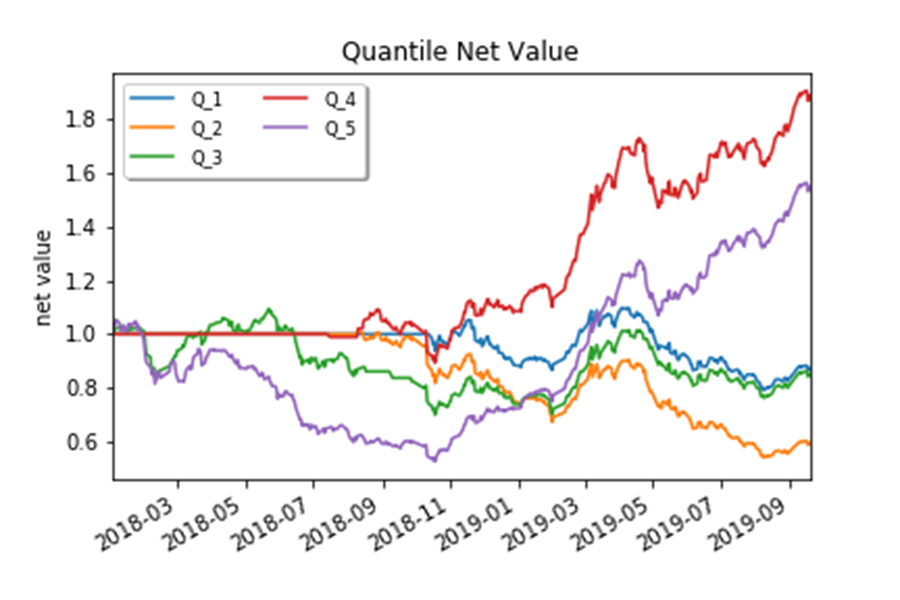 Quantile Net Value
Q_1
Q_2
Q_3
Q_4
Q_5
net value
1.8
1.6
1.4
1.2
1.0
0.8
0.6
2018-03
2018-05
2018-07
2018-09
2018-11
2019-01
2019-03
2019-05
2019-07
2019-09